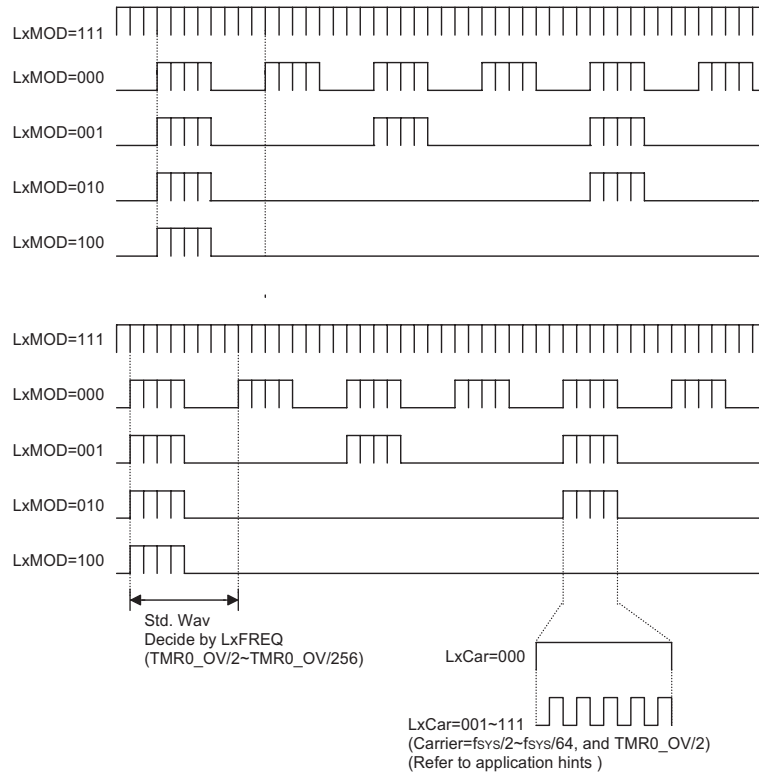 LxMOD=111
LxMOD=000
LxMOD=001
LxMOD=010
LxMOD=100
LxMOD=111
LxMOD=000
LxMOD=001
LxMOD=010
LxMOD=100
Std. Wav
Decide by LxFREQ
(TMR0_OV/2~TMR0_OV/256)
LxCar=000
LxCar=001~111
(Carrier=fSYS/2~fSYS/64, and TMR0_OV/2)
(Refer to application hints )